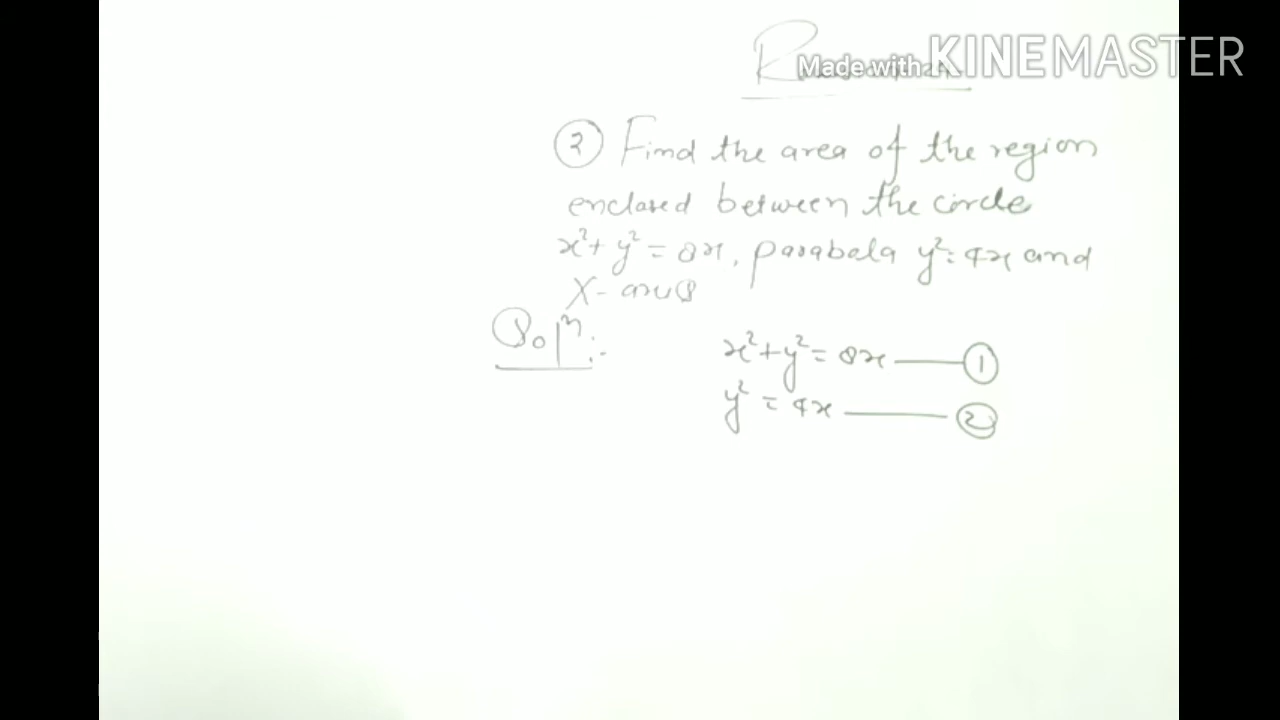 Made with KINEMASTER
② Find the area of the region
enclosed between the circle
x²+ y² = 8x, parabola y²= 4x and
X- axis
Solⁿ:-
x²+y² = 8x ——— ①
y² = 4x ——— ②